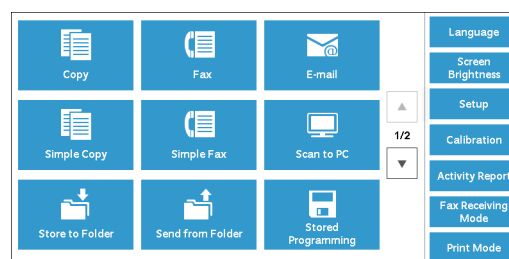 Copy
Fax
E-mail
Simple Copy
Simple Fax
Scan to PC
Store to Folder
Send from Folder
Stored
Programming
1/2
Language
Screen
Brightness
Setup
Calibration
Activity Report
Fax Receiving
Mode
Print Mode